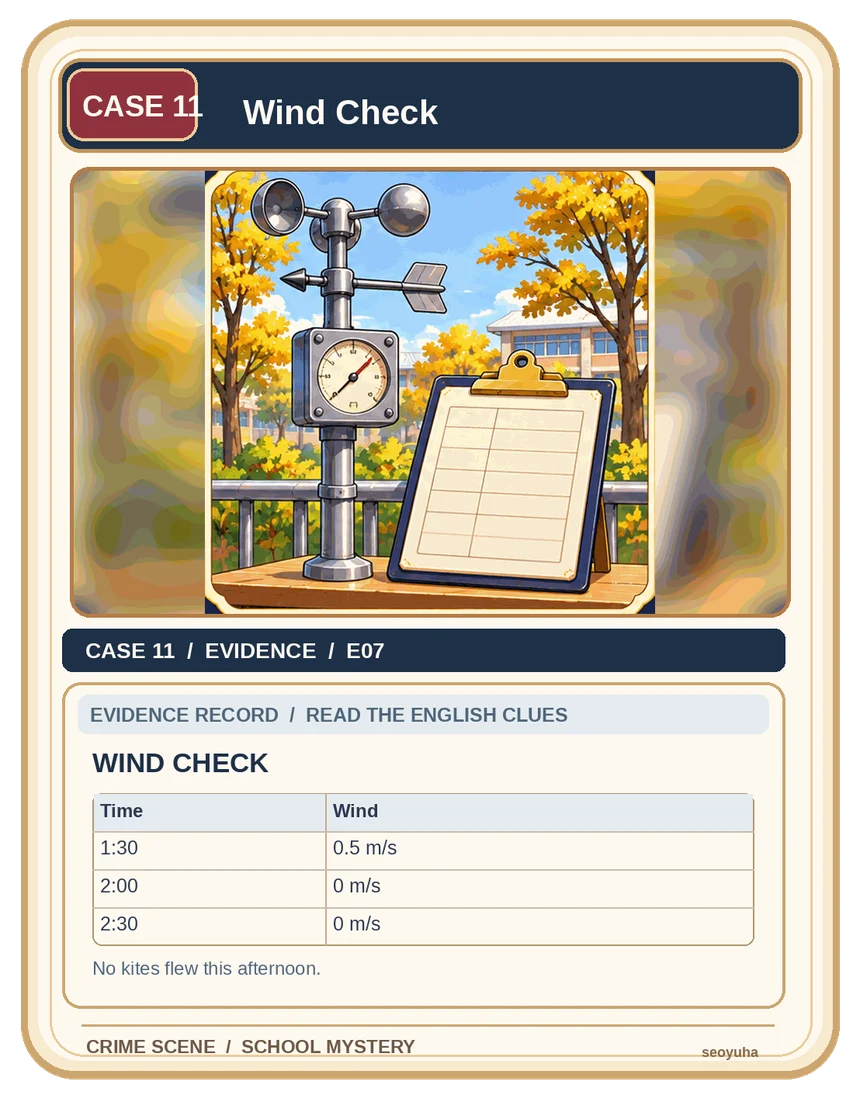 CASE 11
Wind Check
CASE 11 / EVIDENCE / E07
EVIDENCE RECORD / READ THE ENGLISH CLUES
WIND CHECK
Time Wind
1:30 0.5 m/s
2:00 0 m/s
2:30 0 m/s
No kites flew this afternoon.
CRIME SCENE / SCHOOL MYSTERY
seoyuha